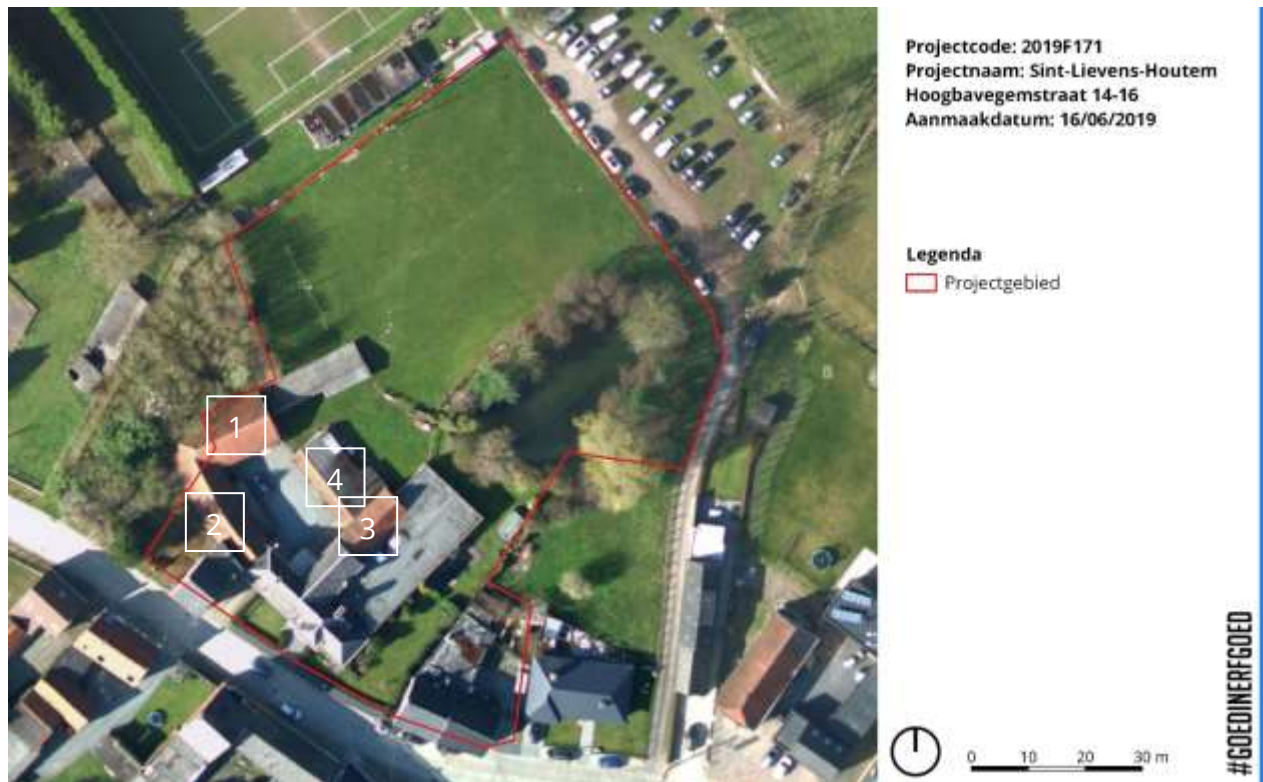 Projectcode: 2019F171
Projectnaam: Sint-Lievens-Houtem
Hoogbavegemstraat 14-16
Aanmaakdatum: 16/06/2019
Legenda
Projectgebied
1
4
2
3
0 10 20 30 m
#GOEDINERFGOED